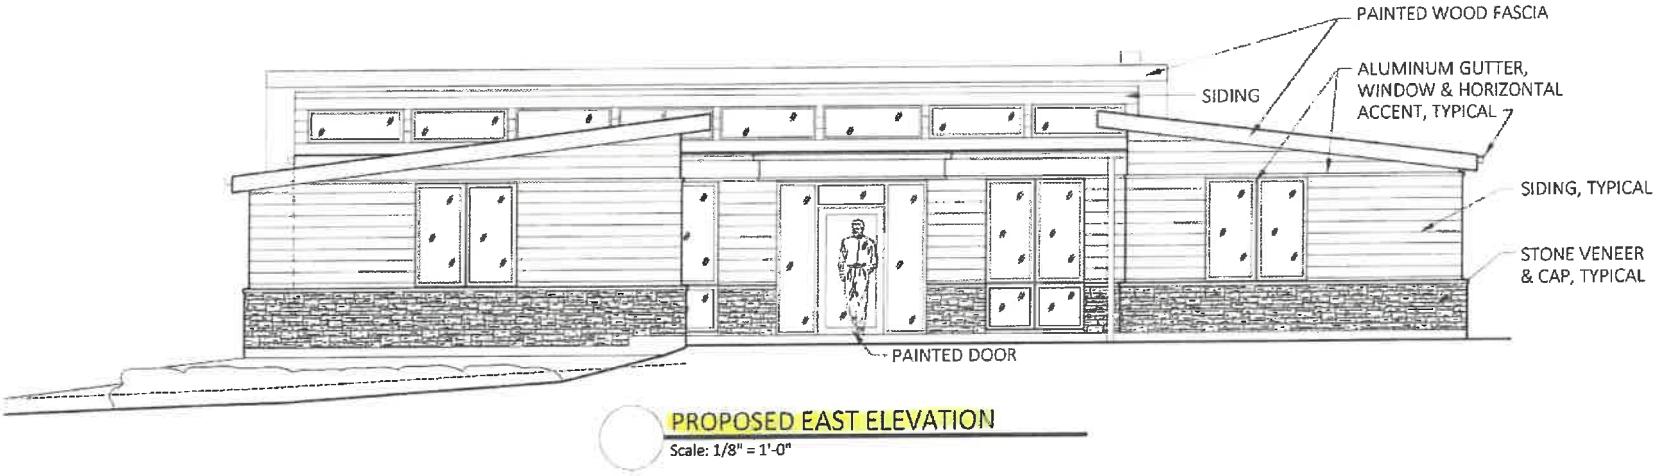 PAINTED WOOD FASCIA
ALUMINUM GUTTER,
WINDOW & HORIZONTAL
ACCENT, TYPICAL
SIDING
SIDING, TYPICAL
STONE VENEER
& CAP, TYPICAL
PAINTED DOOR
PROPOSED EAST ELEVATION
Scale: 1/8" = 1'-0"